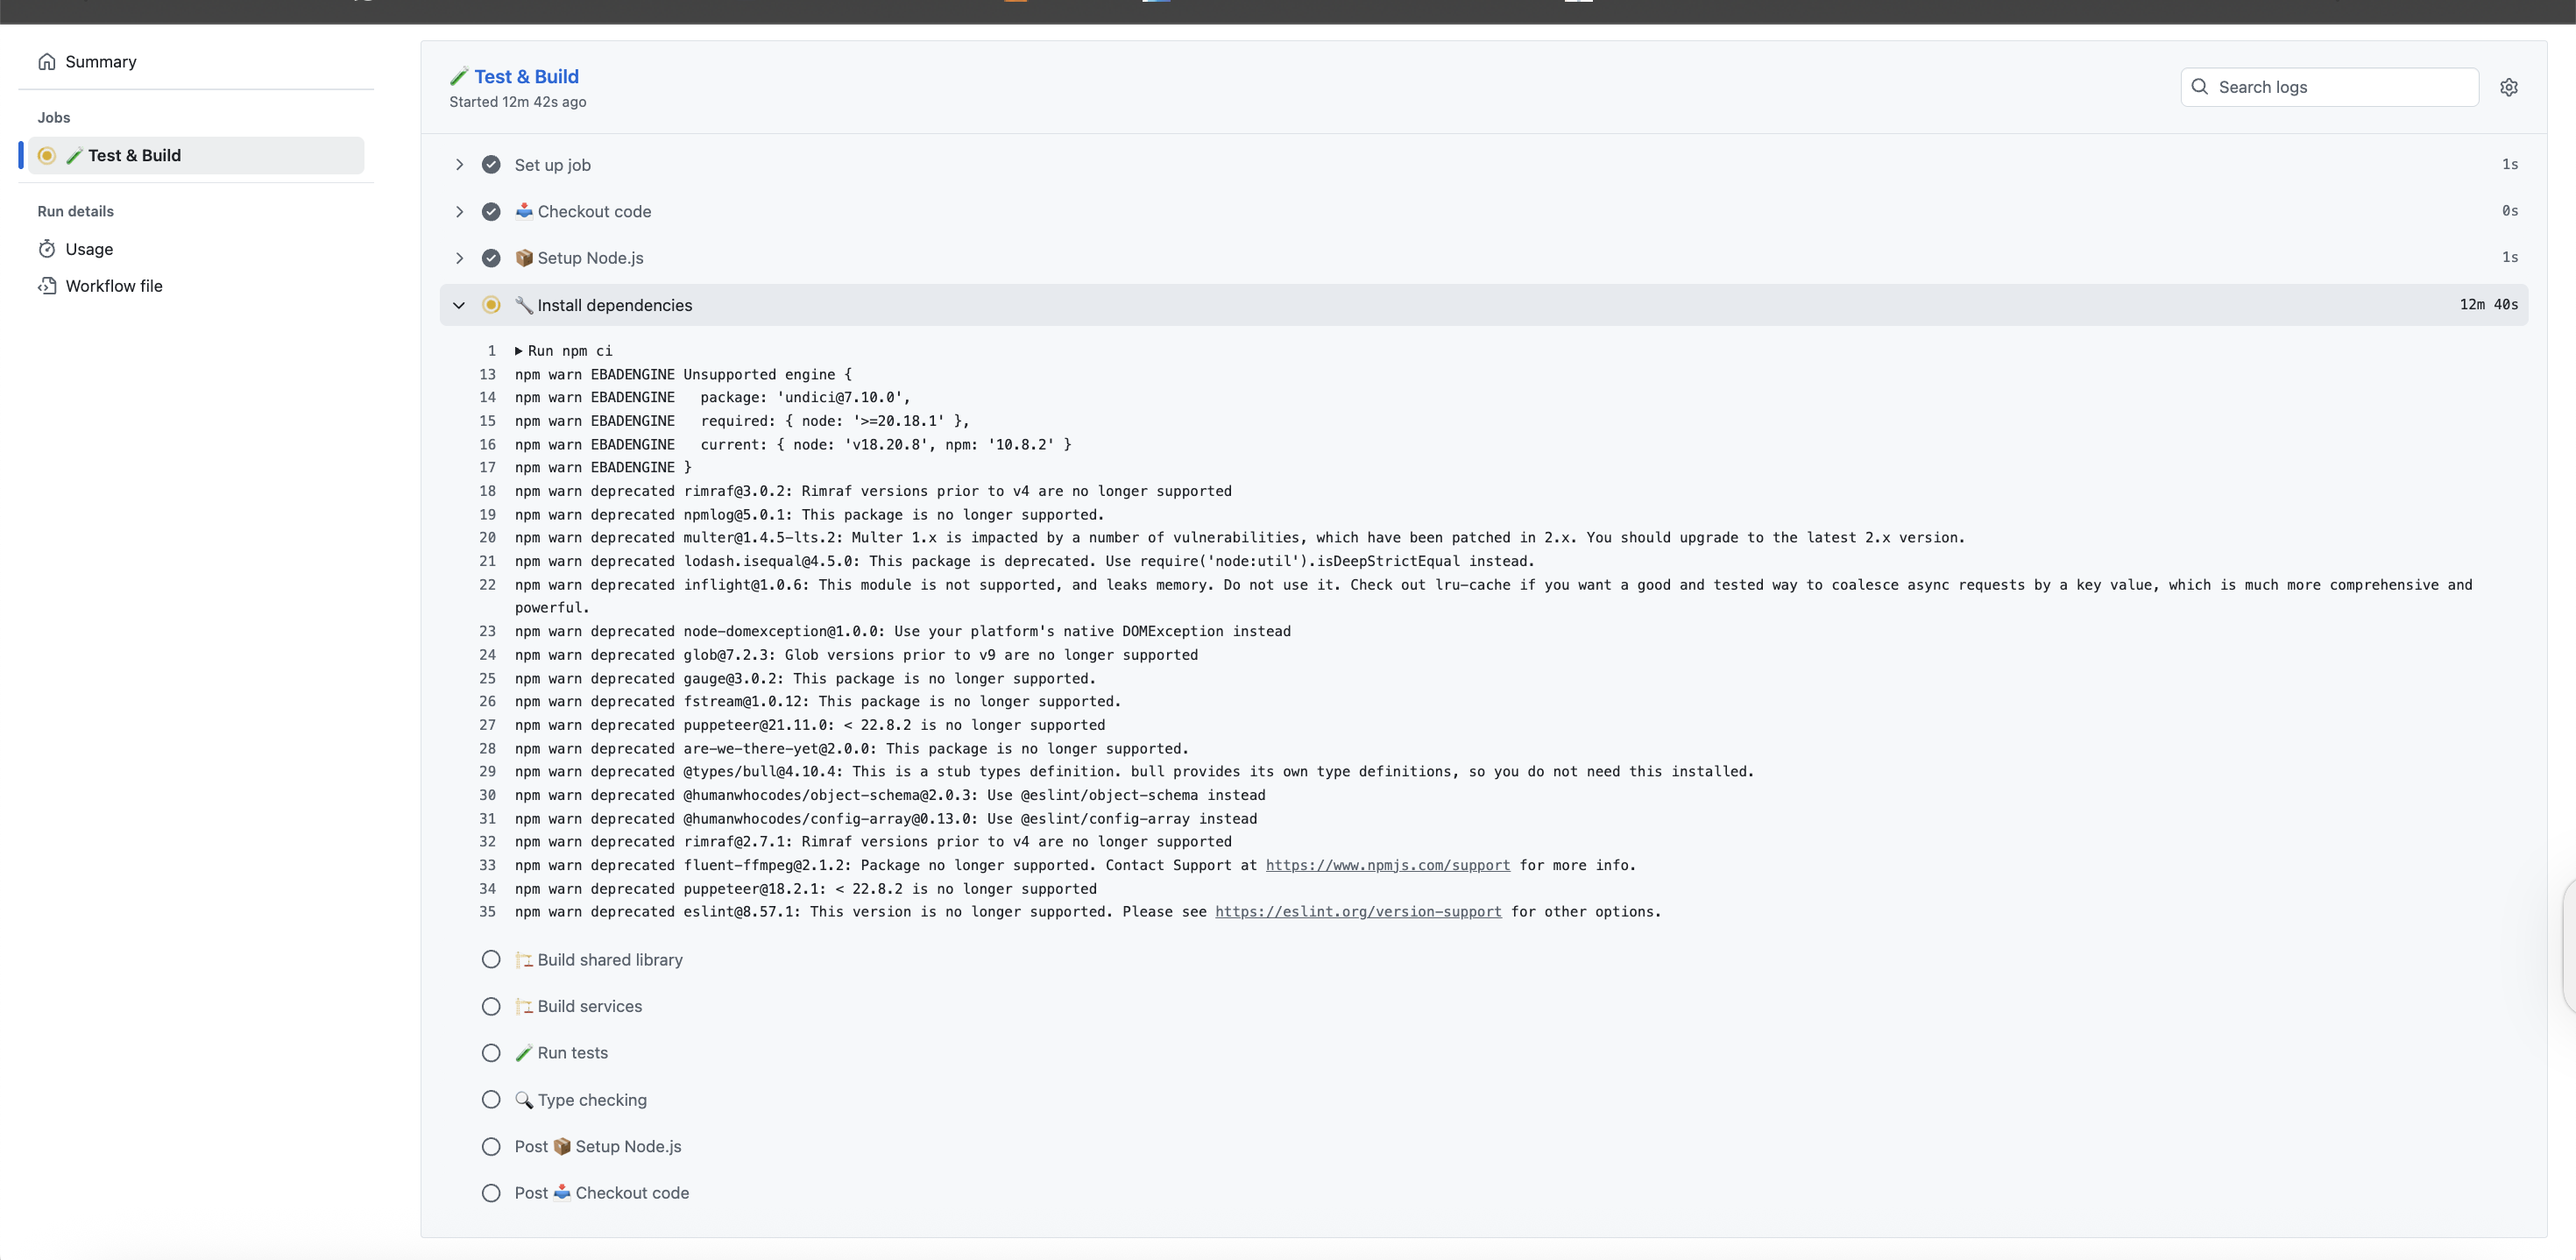 Summary
Jobs
Test & Build
Run details
Usage
Workflow file
Test & Build
Started 12m 42s ago
Search logs
Set up job 1s
Checkout code 0s
Setup Node.js 1s
Install dependencies 12m 40s
1 Run npm ci
13 npm warn EBADENGINE Unsupported engine {
14 npm warn EBADENGINE   package: 'undici@7.10.0',
15 npm warn EBADENGINE   required: { node: '>=20.18.1' },
16 npm warn EBADENGINE   current: { node: 'v18.20.8', npm: '10.8.2' }
17 npm warn EBADENGINE }
18 npm warn deprecated rimraf@3.0.2: Rimraf versions prior to v4 are no longer supported
19 npm warn deprecated npmlog@5.0.1: This package is no longer supported.
20 npm warn deprecated multer@1.4.5-lts.2: Multer 1.x is impacted by a number of vulnerabilities, which have been patched in 2.x. You should upgrade to the latest 2.x version.
21 npm warn deprecated lodash.isequal@4.5.0: This package is deprecated. Use require('node:util').isDeepStrictEqual instead.
22 npm warn deprecated inflight@1.0.6: This module is not supported, and leaks memory. Do not use it. Check out lru-cache if you want a good and tested way to coalesce async requests by a key value, which is much more comprehensive and
powerful.
23 npm warn deprecated node-domexception@1.0.0: Use your platform's native DOMException instead
24 npm warn deprecated glob@7.2.3: Glob versions prior to v9 are no longer supported
25 npm warn deprecated gauge@3.0.2: This package is no longer supported.
26 npm warn deprecated fstream@1.0.12: This package is no longer supported.
27 npm warn deprecated puppeteer@21.11.0: < 22.8.2 is no longer supported
28 npm warn deprecated are-we-there-yet@2.0.0: This package is no longer supported.
29 npm warn deprecated @types/bull@4.10.4: This is a stub types definition. bull provides its own type definitions, so you do not need this installed.
30 npm warn deprecated @humanwhocodes/object-schema@2.0.3: Use @eslint/object-schema instead
31 npm warn deprecated @humanwhocodes/config-array@0.13.0: Use @eslint/config-array instead
32 npm warn deprecated rimraf@2.7.1: Rimraf versions prior to v4 are no longer supported
33 npm warn deprecated fluent-ffmpeg@2.1.2: Package no longer supported. Contact Support at https://www.npmjs.com/support for more info.
34 npm warn deprecated puppeteer@18.2.1: < 22.8.2 is no longer supported
35 npm warn deprecated eslint@8.57.1: This version is no longer supported. Please see https://eslint.org/version-support for other options.
Build shared library
Build services
Run tests
Type checking
Post Setup Node.js
Post Checkout code